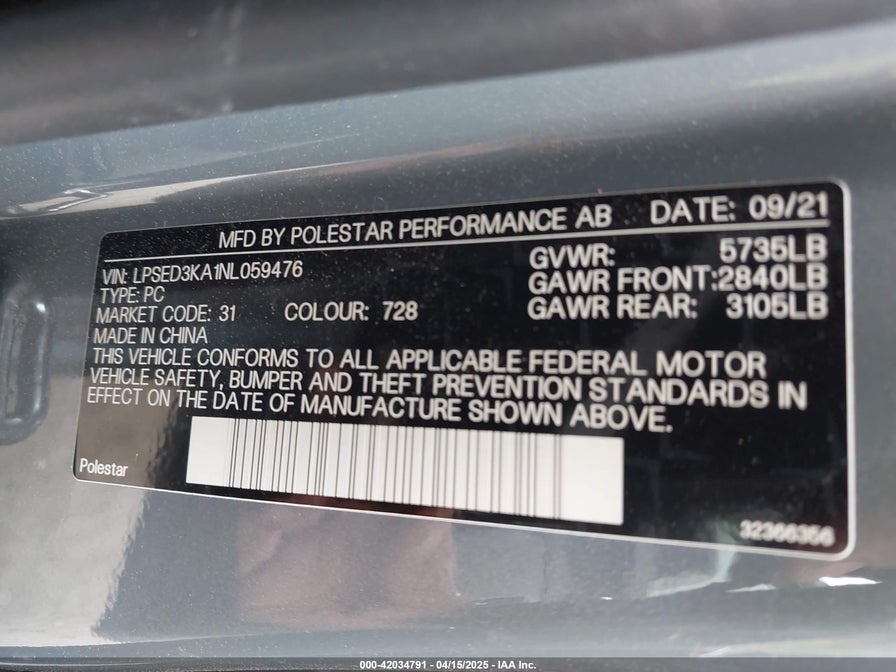 MFD BY POLESTAR PERFORMANCE AB DATE: 09/21
VIN: LPSED3KA1NL059476 GVWR: 5735LB
TYPE: PC GAWR FRONT: 2840LB
MARKET CODE: 31 COLOUR: 728 GAWR REAR: 3105LB
MADE IN CHINA
THIS VEHICLE CONFORMS TO ALL APPLICABLE FEDERAL MOTOR
VEHICLE SAFETY, BUMPER AND THEFT PREVENTION STANDARDS IN
EFFECT ON THE DATE OF MANUFACTURE SHOWN ABOVE.
Polestar
32366356
000-42034791 - 04/15/2025 - IAA Inc.